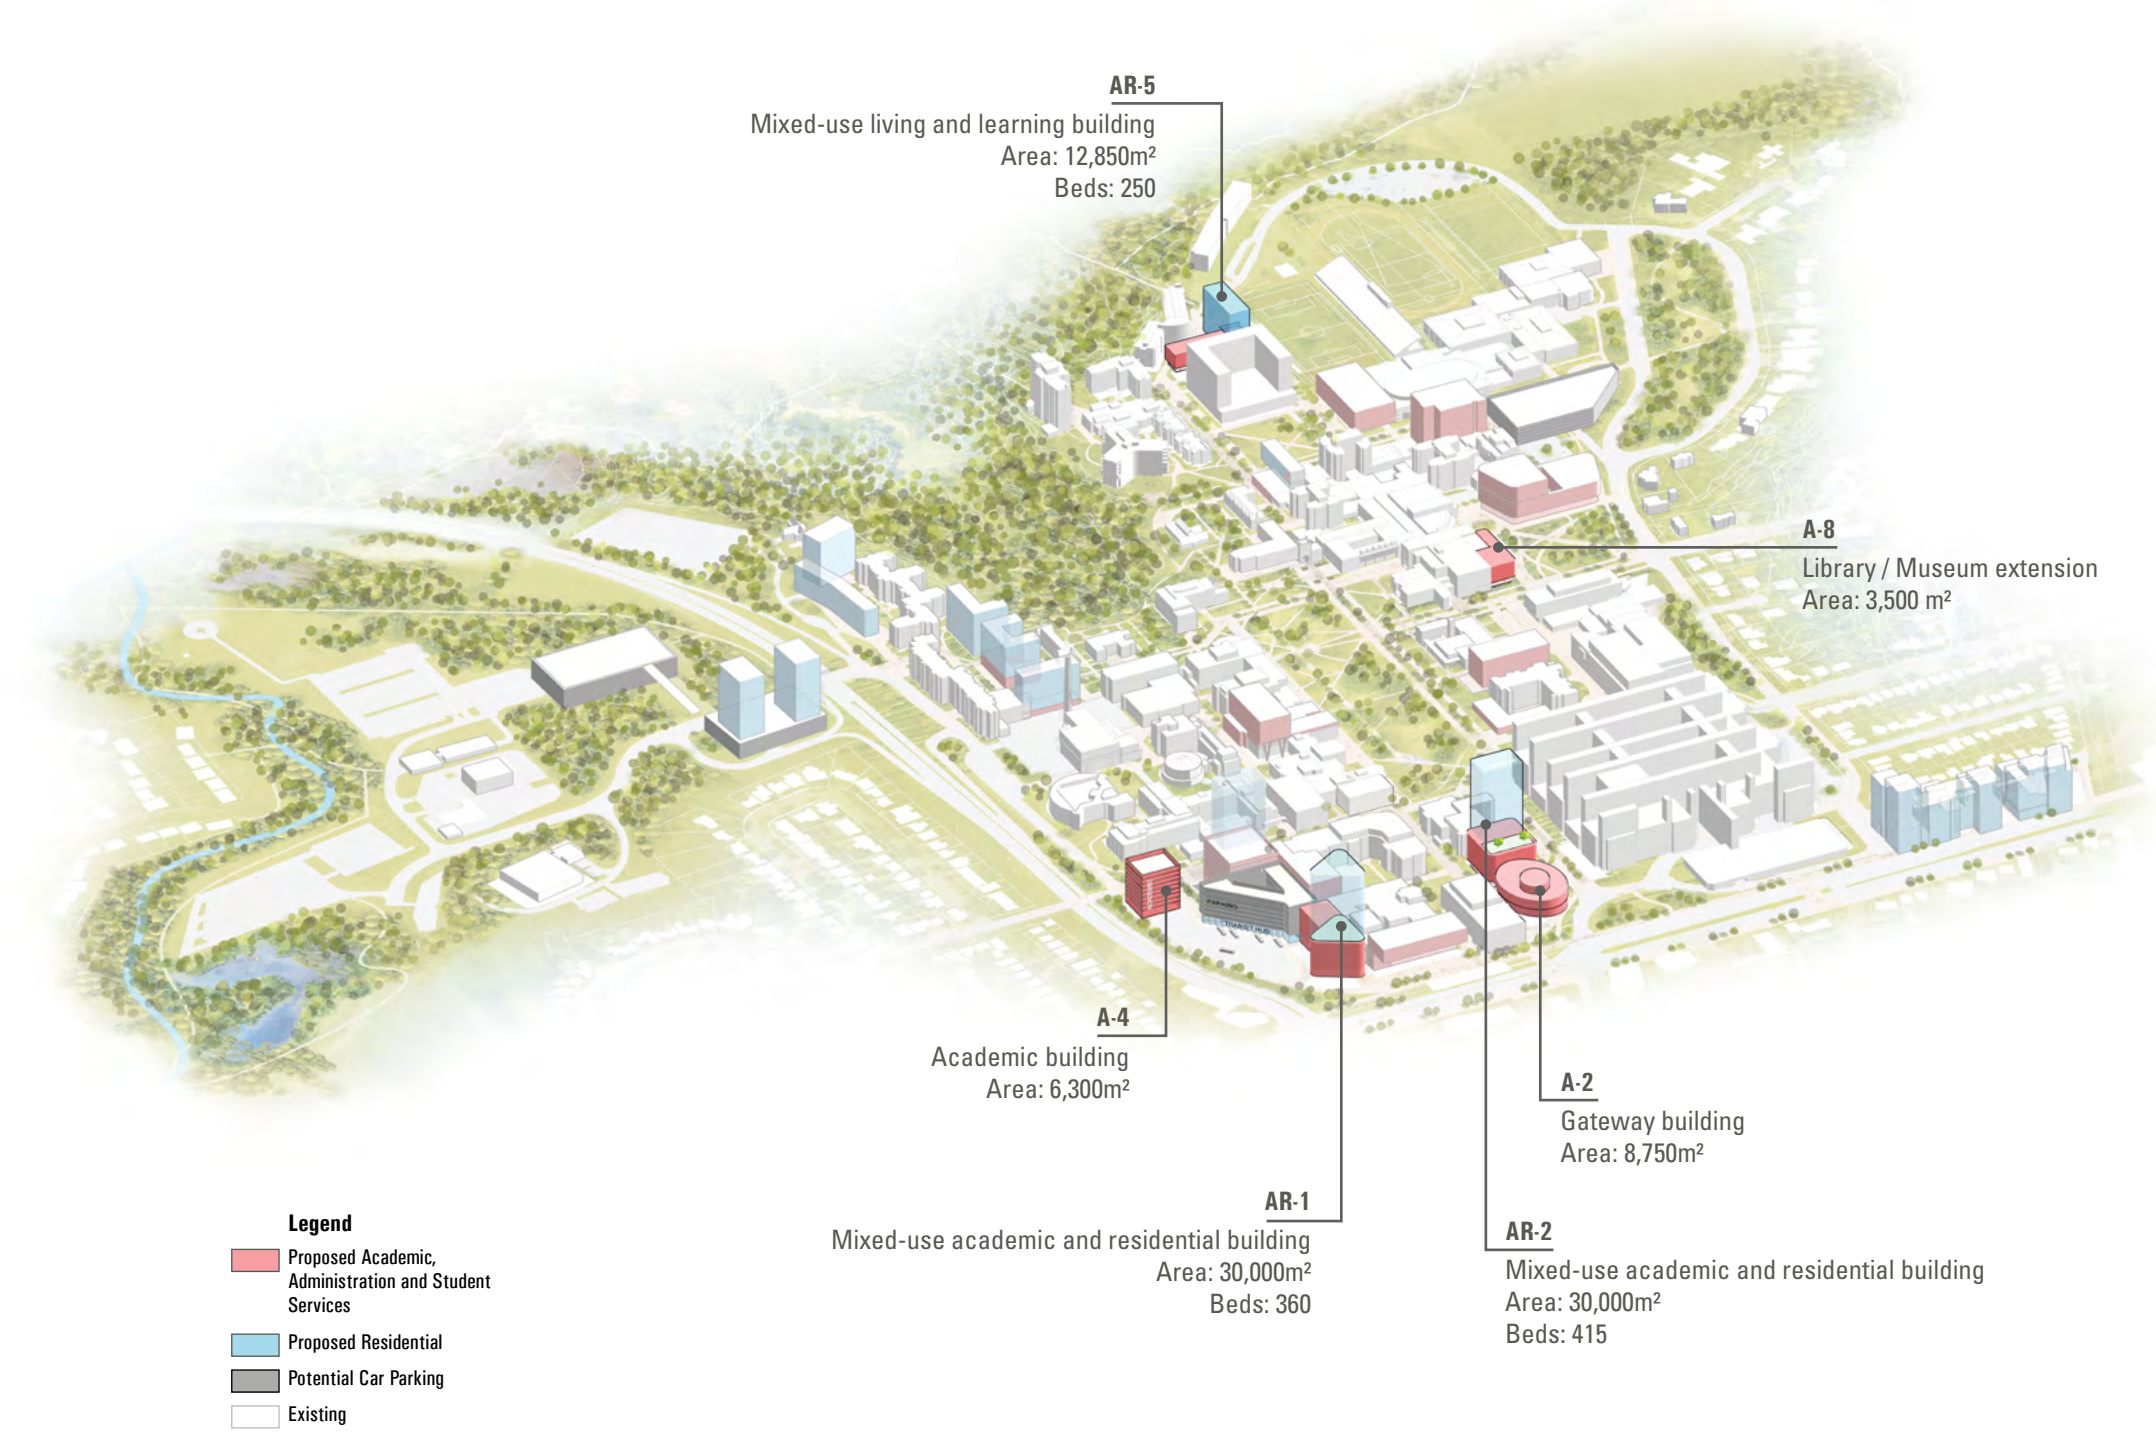 AR-5
Mixed-use living and learning building
Area: 12,850m²
Beds: 250
A-8
Library / Museum extension
Area: 3,500 m²
PARKING
TRANSIT HUB
A-4
Academic building
Area: 6,300m²
A-2
Gateway building
Area: 8,750m²
AR-1
Mixed-use academic and residential building
Area: 30,000m²
Beds: 360
AR-2
Mixed-use academic and residential building
Area: 30,000m²
Beds: 415
Legend
Proposed Academic,
Administration and Student
Services
Proposed Residential
Potential Car Parking
Existing